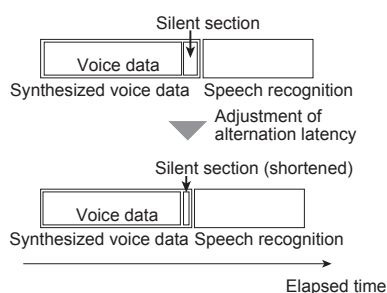 Silent section
Voice data
Synthesized voice data Speech recognition
Adjustment of
alternation latency
Silent section (shortened)
Voice data
Synthesized voice data Speech recognition
Elapsed time